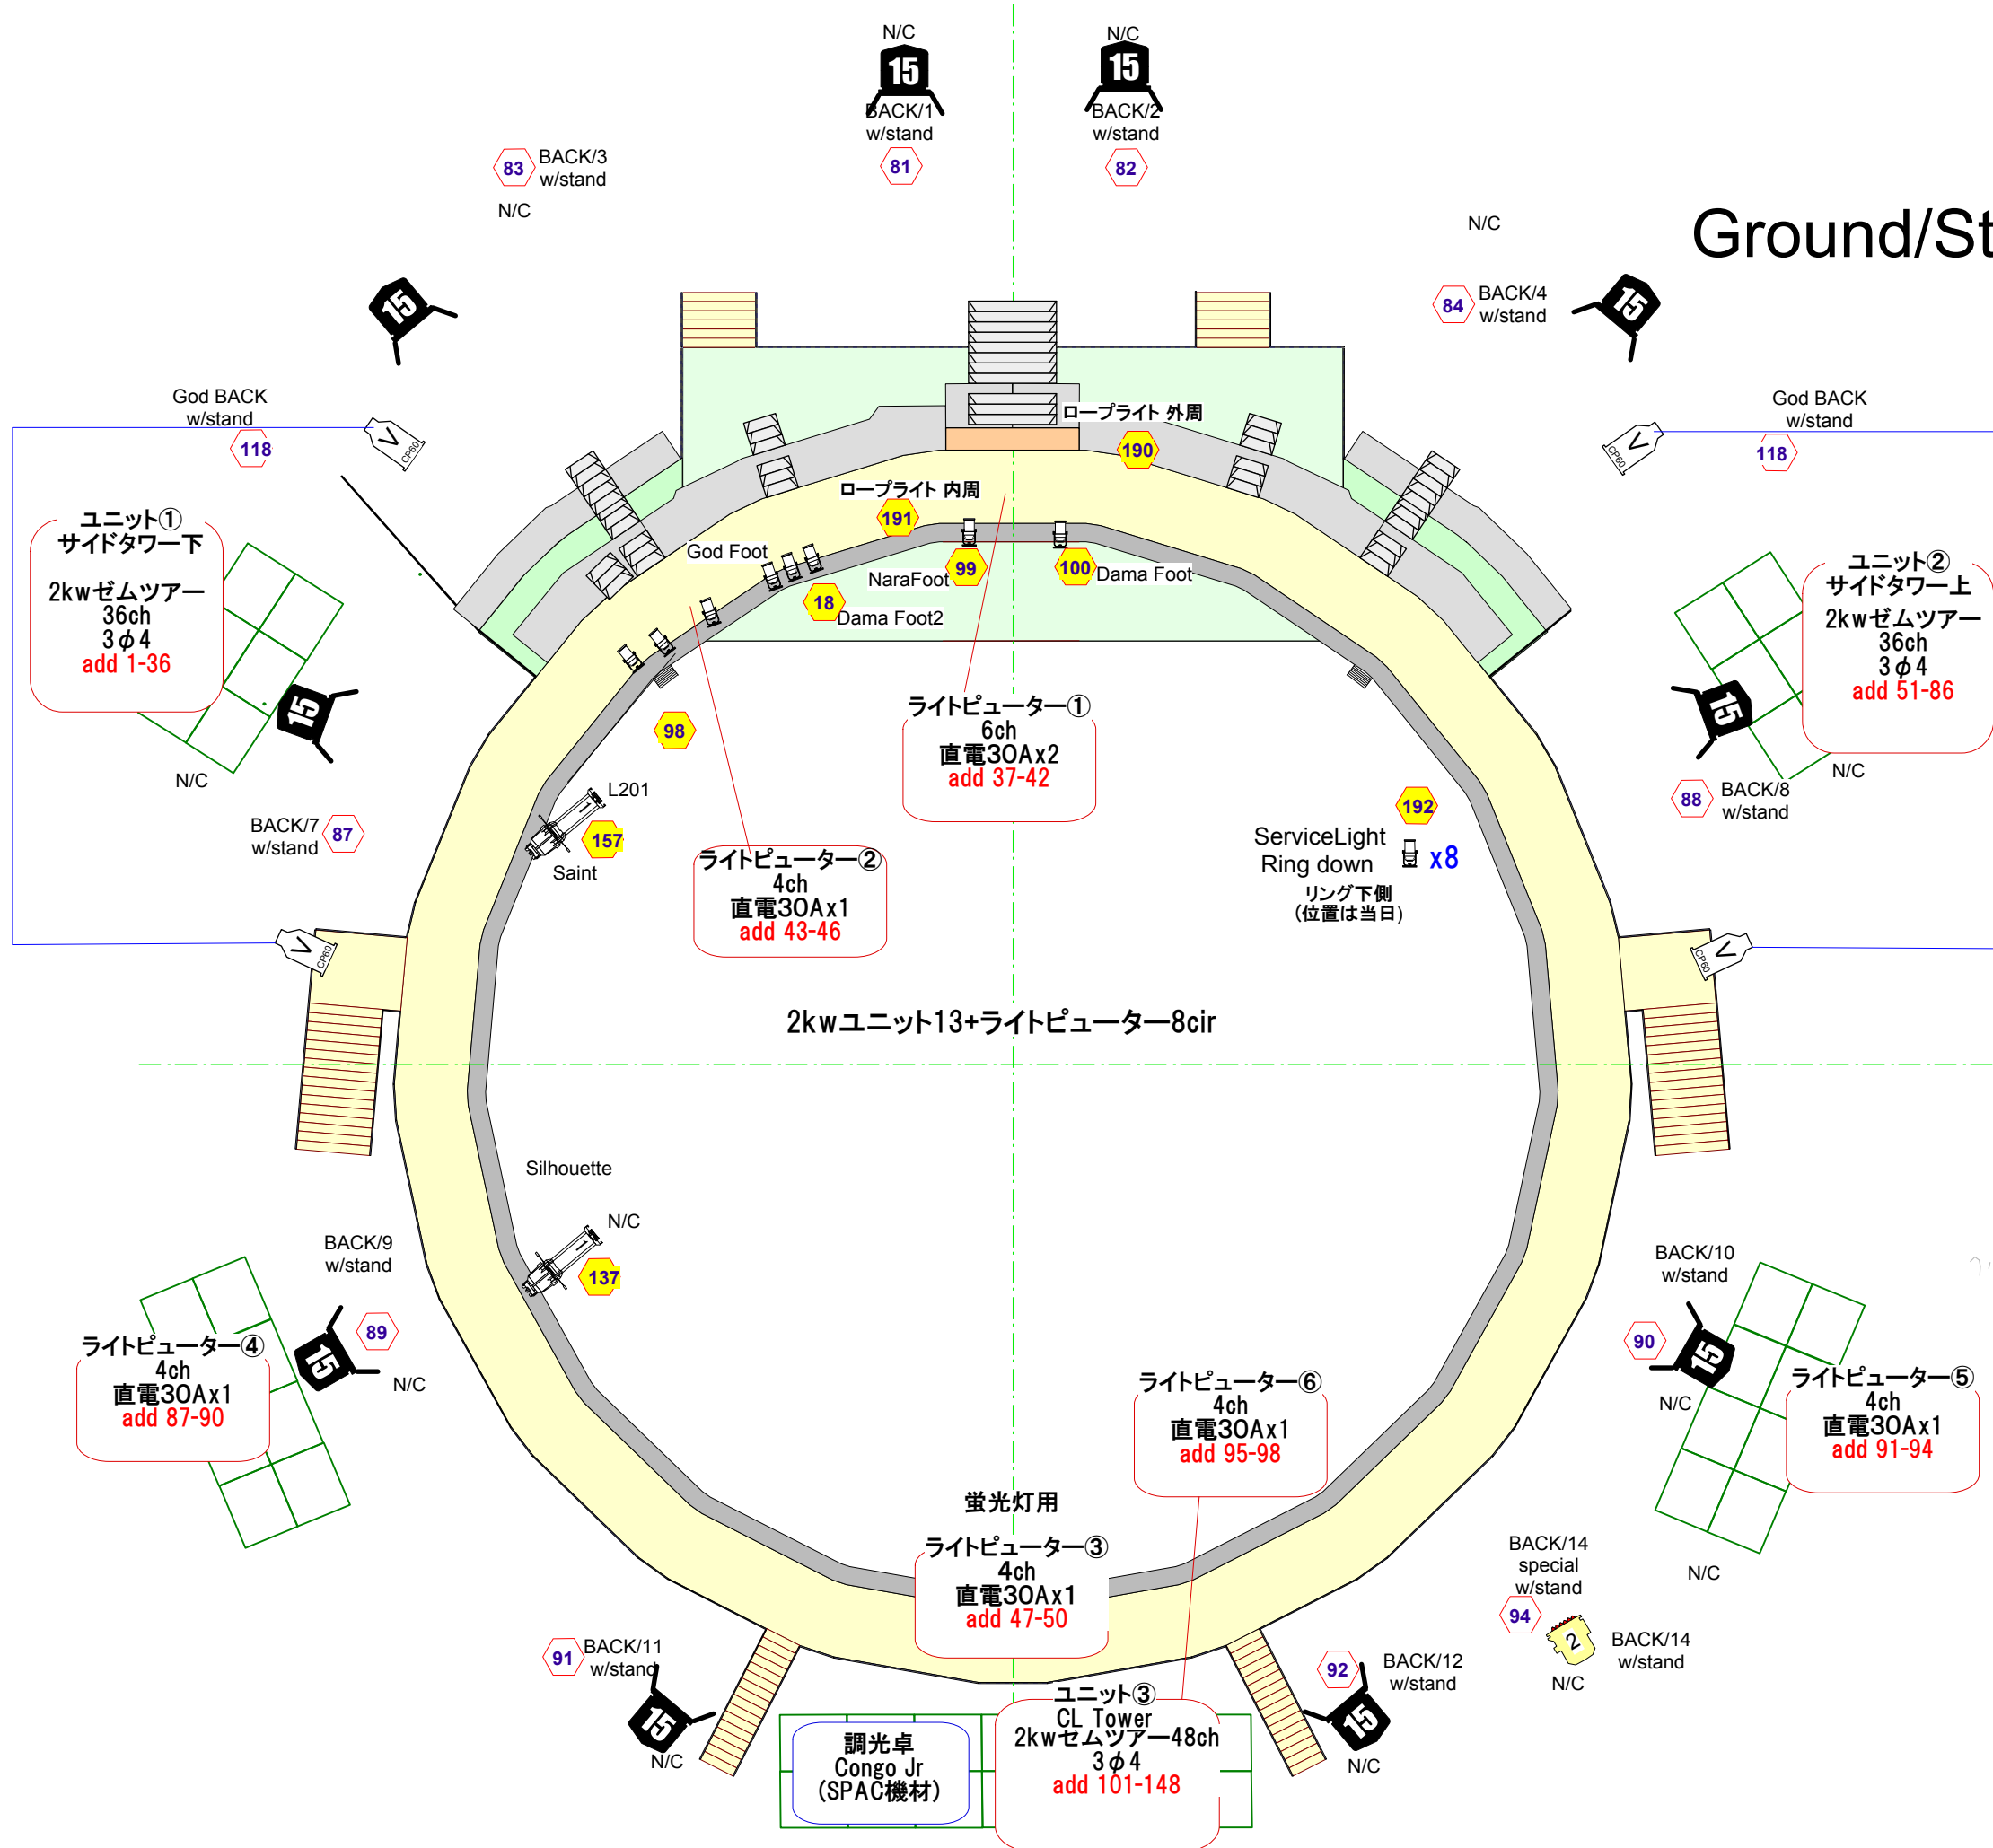 N/C
15
BACK/1
w/stand
81
N/C
15
BACK/2
w/stand
82
83
BACK/3
w/stand
N/C
N/C
Ground/St
15
84
BACK/4
w/stand
15
God BACK
w/stand
118
V
CP60
God BACK
w/stand
118
V
CP60
ロープライト 外周
190
ロープライト 内周
191
God Foot
NaraFoot
99
100
Dama Foot
18
Dama Foot2
ユニット①
サイドタワー下
2kwゼムツアー
36ch
3φ4
add 1-36
ユニット②
サイドタワー上
2kwゼムツアー
36ch
3φ4
add 51-86
15
N/C
BACK/7
w/stand
87
98
ライトピューター①
6ch
直電30Ax2
add 37-42
15
N/C
88
BACK/8
w/stand
L201
1
157
Saint
ライトピューター②
4ch
直電30Ax1
add 43-46
192
ServiceLight
Ring down
x8
リング下側
(位置は当日)
V
CP60
V
CP60
2kwユニット13+ライトピューター8cir
Silhouette
N/C
1
137
BACK/9
w/stand
89
15
N/C
ライトピューター④
4ch
直電30Ax1
add 87-90
BACK/10
w/stand
90
15
N/C
ライトピューター⑤
4ch
直電30Ax1
add 91-94
N/C
ライトピューター⑥
4ch
直電30Ax1
add 95-98
蛍光灯用
ライトピューター③
4ch
直電30Ax1
add 47-50
BACK/14
special
w/stand
94
2
BACK/14
w/stand
N/C
91
BACK/11
w/stand
15
N/C
92
BACK/12
w/stand
15
N/C
調光卓
Congo Jr
(SPAC機材)
ユニット③
CL Tower
2kwゼムツアー48ch
3φ4
add 101-148